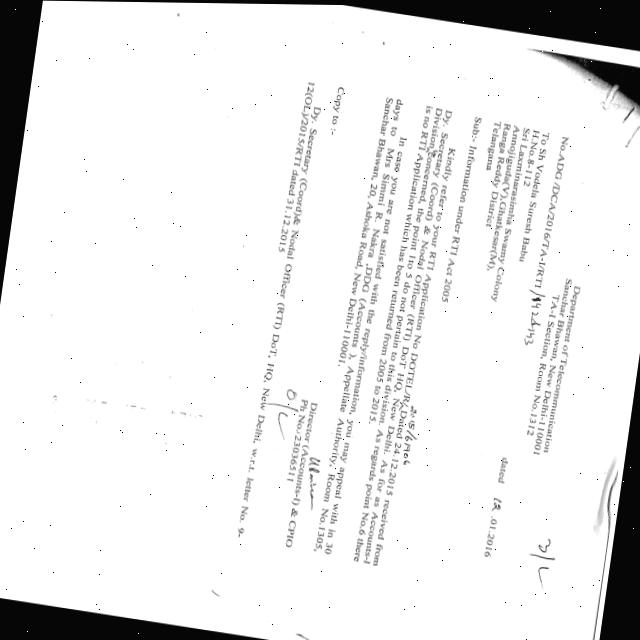 Department of Telecommunication
Sanchar Bhawan, New Delhi-110001
TA-I Section, Room No.1312
3/C
No.ADG/DCA/2016/TA-I/RTI/ dated 12.01.2016
To Sh Vadela Suresh Babu
H.No.8-112
Sri Laxminarasimha Swamy Colony
Annojiguda(V),Ghatkesar(M),
Ranga Reddy District
Telangana
Sub:- Information under RTI Act 2005
Kindly refer to your RTI Application No DOTEL/R/2015/61904 Dated 24.12.2015 received from
Dy. Secretary (Coord) & Nodal Officer (RTI) DoT HQ, New Delhi. As far as Accounts-I
Division concerned, the point 1to 5 do not pertain to this division. As regards point No.6 there
is no RTI Application which has been returned from 2005 to 2015.
In case you are not satisfied with the reply/information, you may appeal with in 30
days to Mrs Simmi R. Nakra ,DDG (Accounts ), Appellate Authority, Room No.1305,
Sanchar Bhawan, 20, Ashoka Road, New Delhi-110001.
Director (Accounts-I) & CPIO
Ph No.-23036511
O/C
Copy to :-
Dy. Secretary (Coord)& Nodal Officer (RTI) DoT, HQ, New Delhi, w.r.t. letter No. 9-
12(OL)/2015/RTI dated 31.12.2015